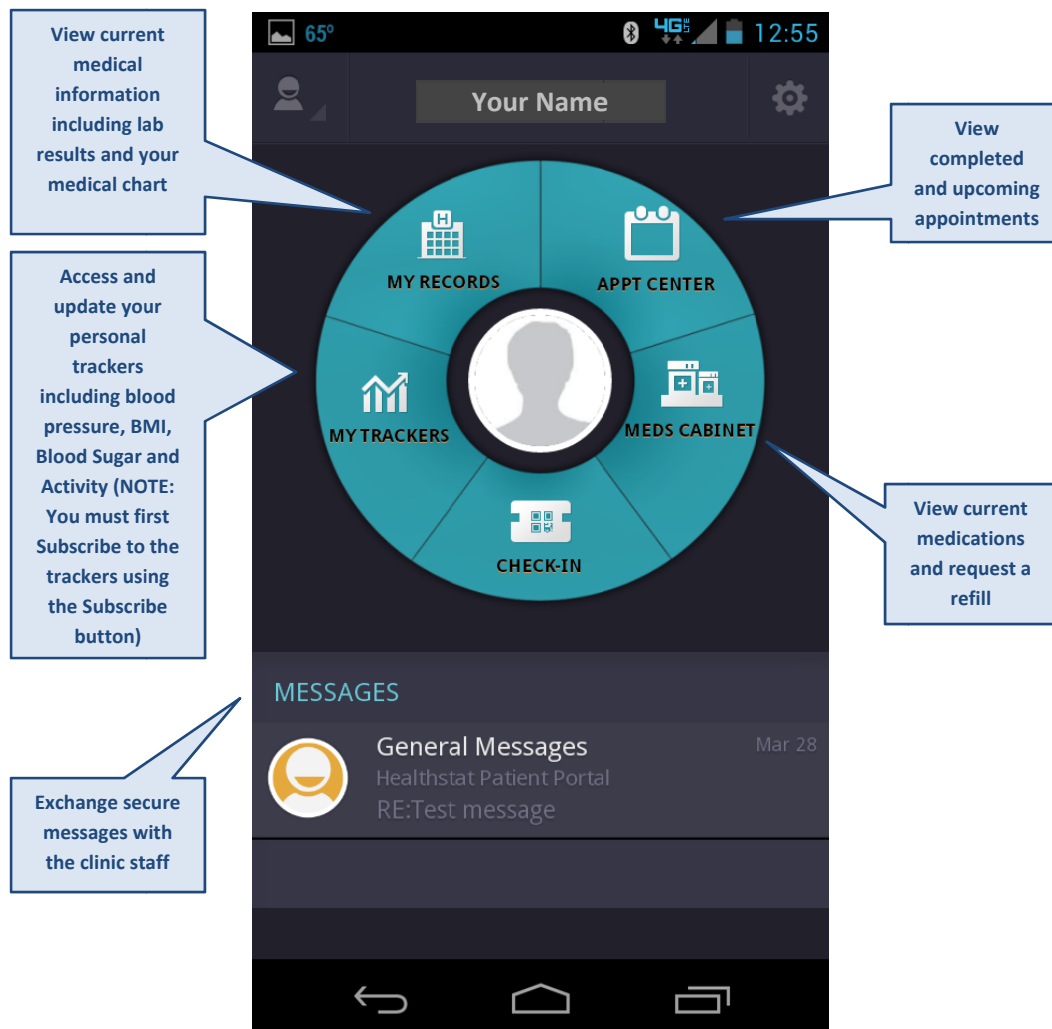 View current
medical
information
including lab
results and your
medical chart
Access and
update your
personal
trackers
including blood
pressure, BMI,
Blood Sugar and
Activity (NOTE:
You must first
Subscribe to the
trackers using
the Subscribe
button)
Exchange secure
messages with
the clinic staff
65°
4G LTE
12:55
Your Name
H
MY RECORDS
APPT CENTER
MY TRACKERS
MEDS CABINET
CHECK-IN
MESSAGES
General Messages
Mar 28
Healthstat Patient Portal
RE:Test message
View
completed
and upcoming
appointments
View current
medications
and request a
refill